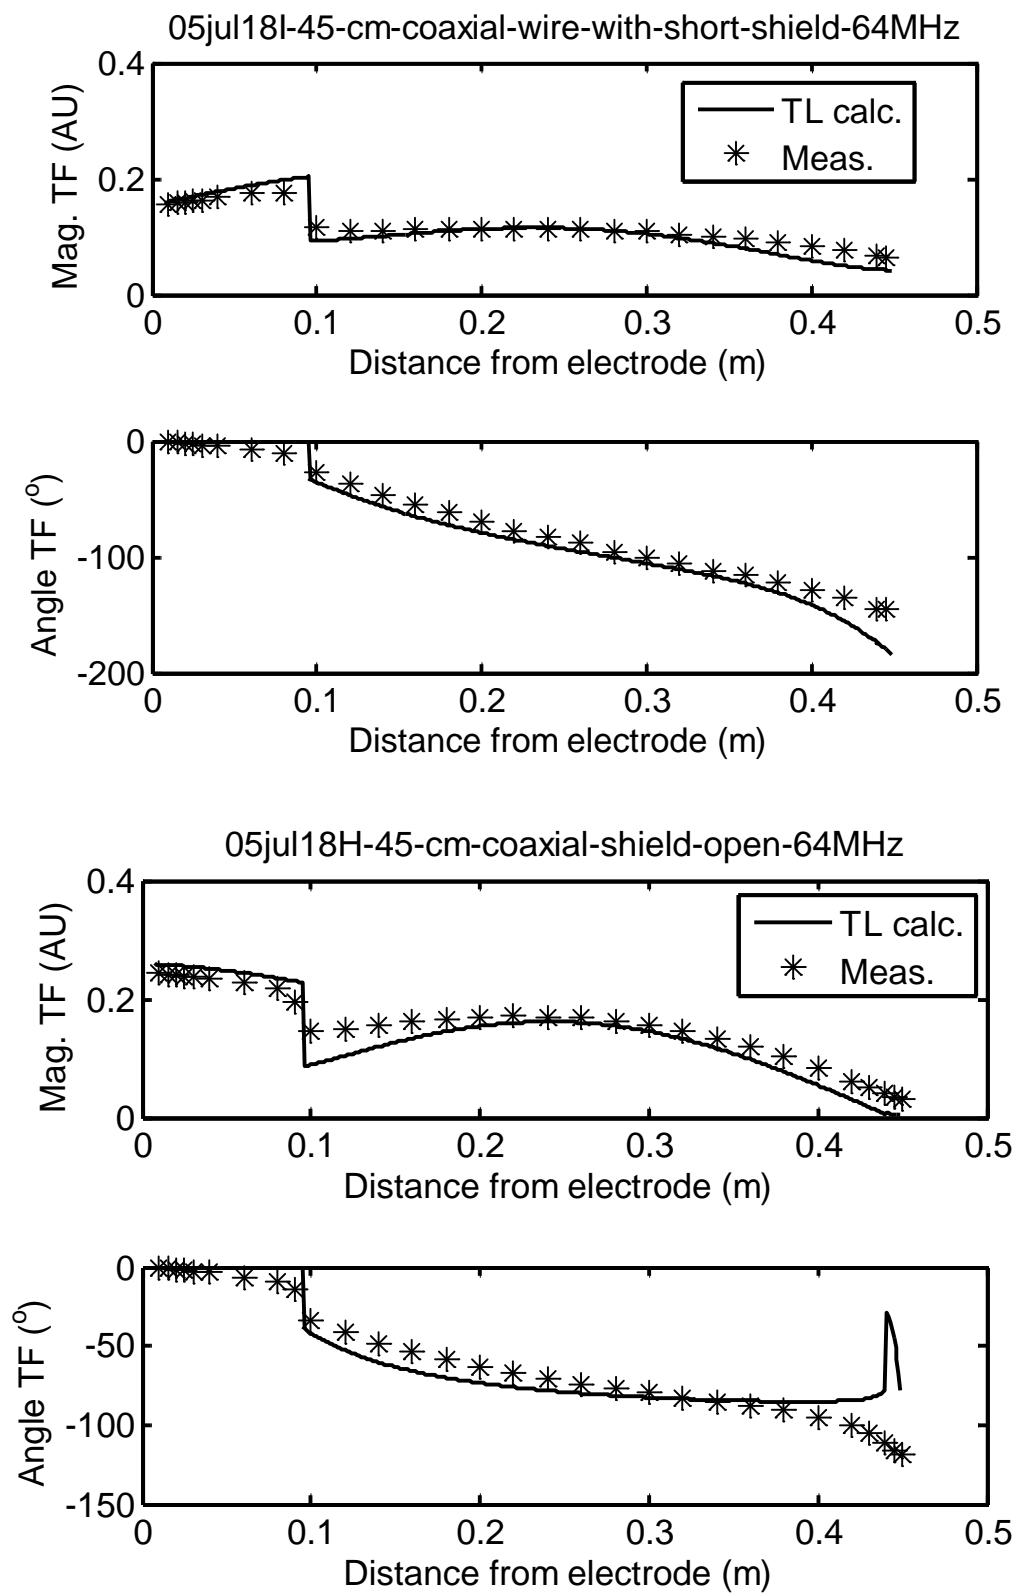 05jul18I-45-cm-coaxial-wire-with-short-shield-64MHz
0.4
0.2
0
Mag. TF (AU)
TL calc.
Meas.
0 0.1 0.2 0.3 0.4 0.5
Distance from electrode (m)
0
-100
-200
Angle TF (º)
0 0.1 0.2 0.3 0.4 0.5
Distance from electrode (m)
05jul18H-45-cm-coaxial-shield-open-64MHz
0.4
0.2
0
Mag. TF (AU)
TL calc.
Meas.
0 0.1 0.2 0.3 0.4 0.5
Distance from electrode (m)
0
-50
-100
-150
Angle TF (º)
0 0.1 0.2 0.3 0.4 0.5
Distance from electrode (m)